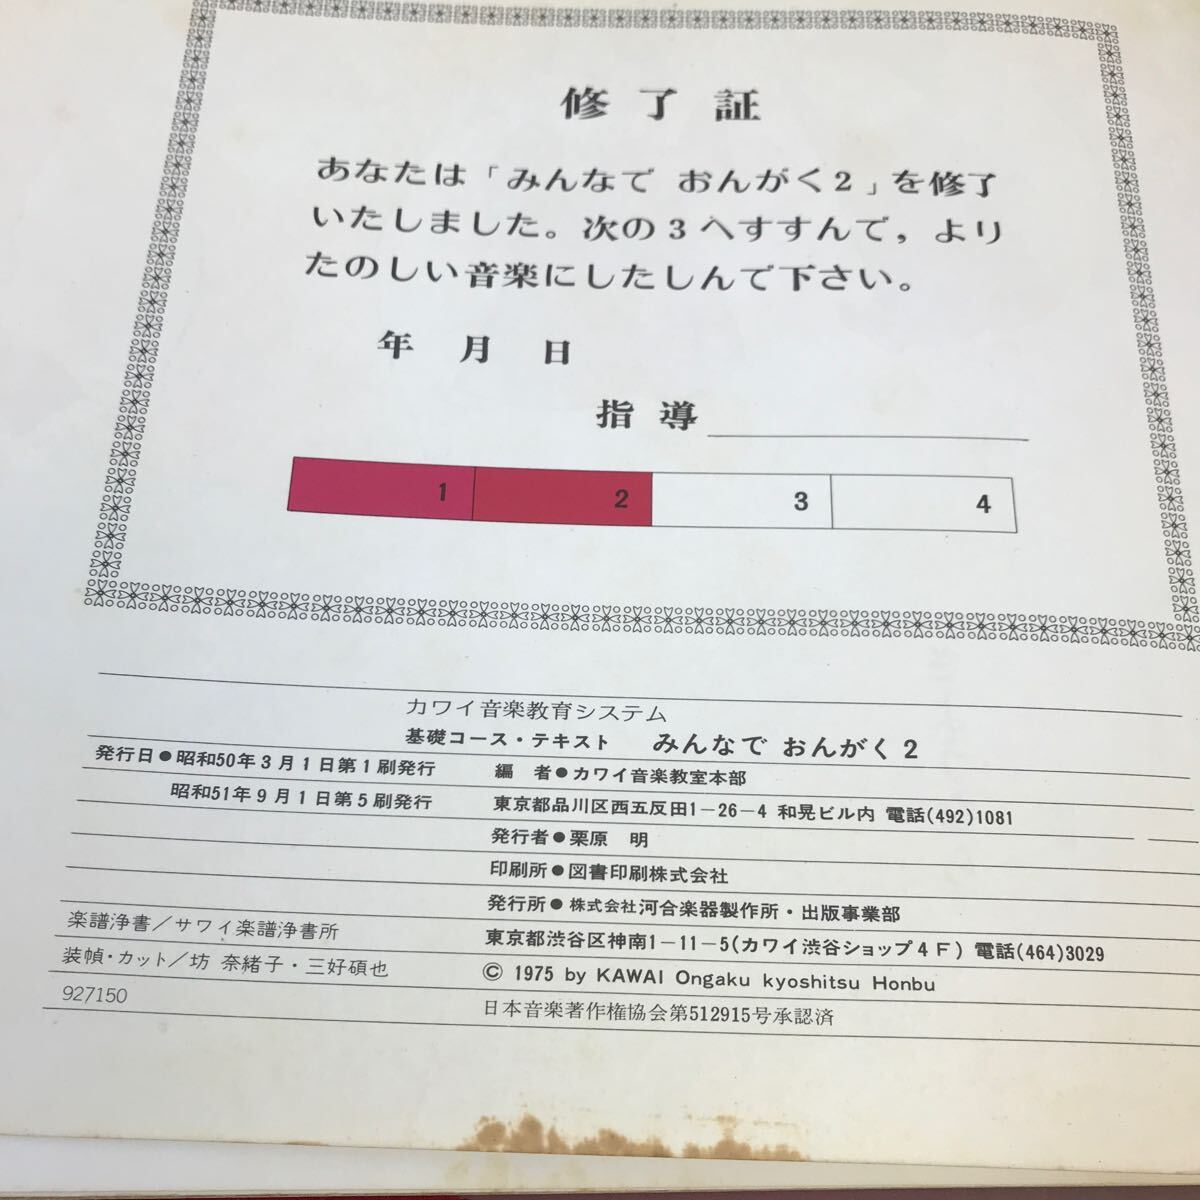 修了証
あなたは「みんなで おんがく2」を修了
いたしました。次の3へすすんで，より
たのしい音楽にしたしんで下さい。
年 月 日
指導
1 2 3 4
カワイ音楽教育システム
基礎コース・テキスト みんなで おんがく2
発行日●昭和50年3月1日第1刷発行
昭和51年9月1日第5刷発行
編 者●カワイ音楽教室本部
東京都品川区西五反田1-26-4 和晃ビル内 電話(492)1081
発行者●栗原 明
印刷所●図書印刷株式会社
発行所●株式会社河合楽器製作所・出版事業部
東京都渋谷区神南1-11-5(カワイ渋谷ショップ4F) 電話(464)3029
© 1975 by KAWAI Ongaku kyoshitsu Honbu
日本音楽著作権協会第512915号承認済
楽譜浄書/サワイ楽譜浄書所
装幀・カット/坊 奈緒子・三好碩也
927150